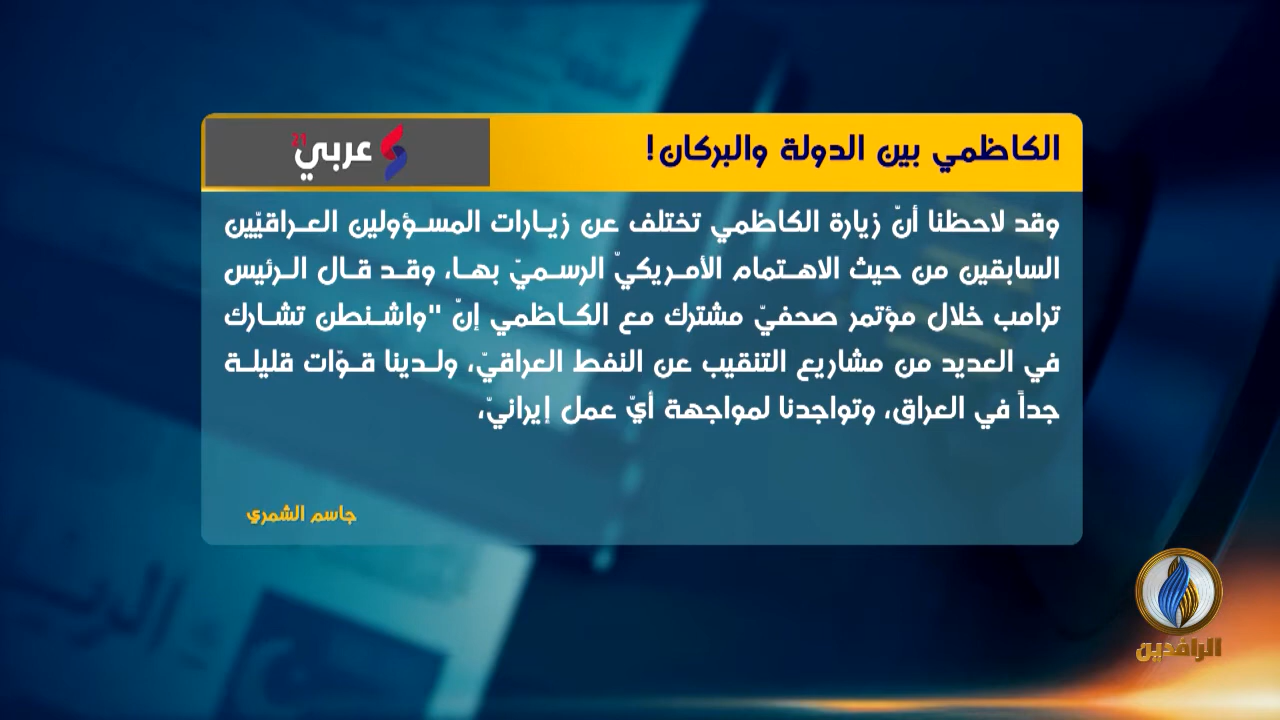 الكاظمي بين الدولة والبركان!
عربي 21
وقد لاحظنا أنّ زيارة الكاظمي تختلف عن زيارات المسؤولين العراقيّين
السابقين من حيث الاهتمام الأمريكيّ الرسميّ بها، وقد قال الرئيس
ترامب خلال مؤتمر صحفيّ مشترك مع الكاظمي إنّ "واشنطن تشارك
في العديد من مشاريع التنقيب عن النفط العراقيّ، ولدينا قوّات قليلة
جداً في العراق، وتواجدنا لمواجهة أيّ عمل إيرانيّ،
جاسم الشمري
الرافدين